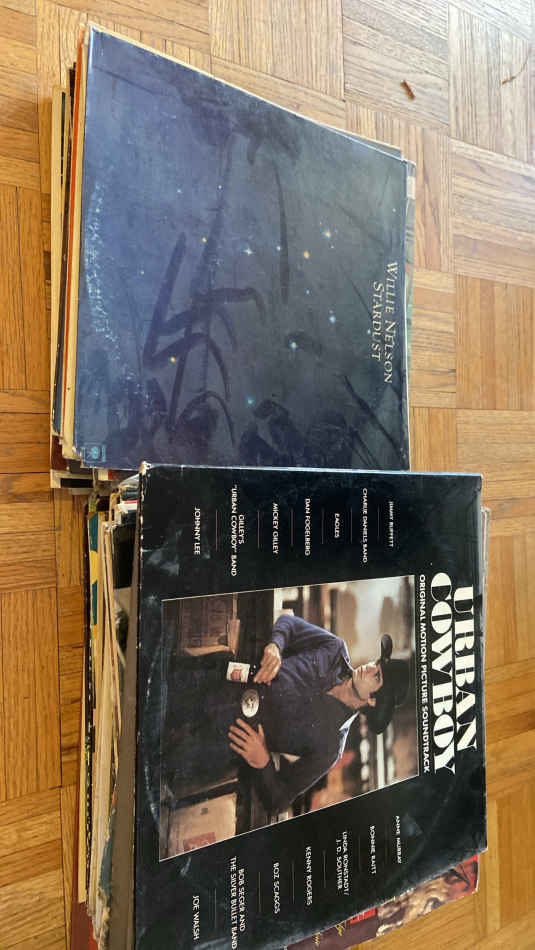 WILLIE NELSON
STARDUST
URBAN
COWBOY
ORIGINAL MOTION PICTURE SOUNDTRACK
JIMMY BUFFETT
CHARLIE DANIELS BAND
EAGLES
DAN FOGELBERG
MICKEY GILLEY
GILLEY'S
"URBAN COWBOY" BAND
JOHNNY LEE
ANNE MURRAY
BONNIE RAITT
LINDA RONSTADT/
J. D. SOUTHER
KENNY ROGERS
BOZ SCAGGS
BOB SEGER AND
THE SILVER BULLET BAND
JOE WALSH